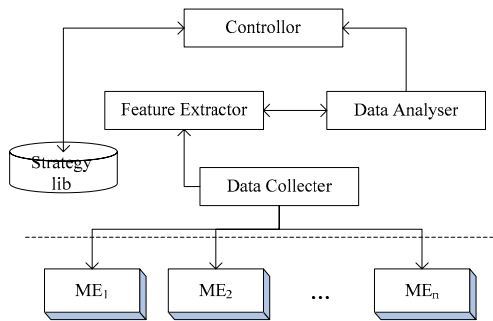 Controllor
Feature Extractor
Data Analyser
Strategy
lib
Data Collecter
ME1
ME2
...
MEn